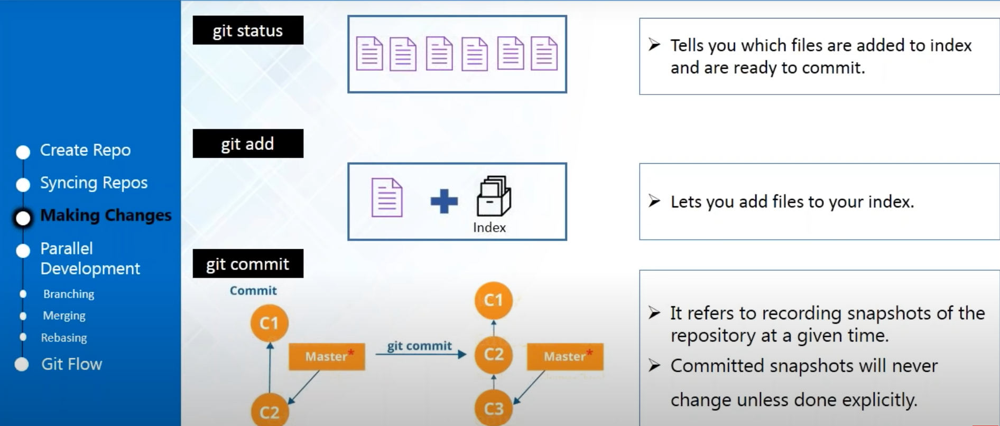 Create Repo
Syncing Repos
Making Changes
Parallel
Development
Branching
Merging
Rebasing
Git Flow
git status
➢ Tells you which files are added to index
and are ready to commit.
git add
Index
➢ Lets you add files to your index.
git commit
Commit
C1
Master*
C2
git commit
C1
C2
Master*
C3
➢ It refers to recording snapshots of the
repository at a given time.
➢ Committed snapshots will never
change unless done explicitly.